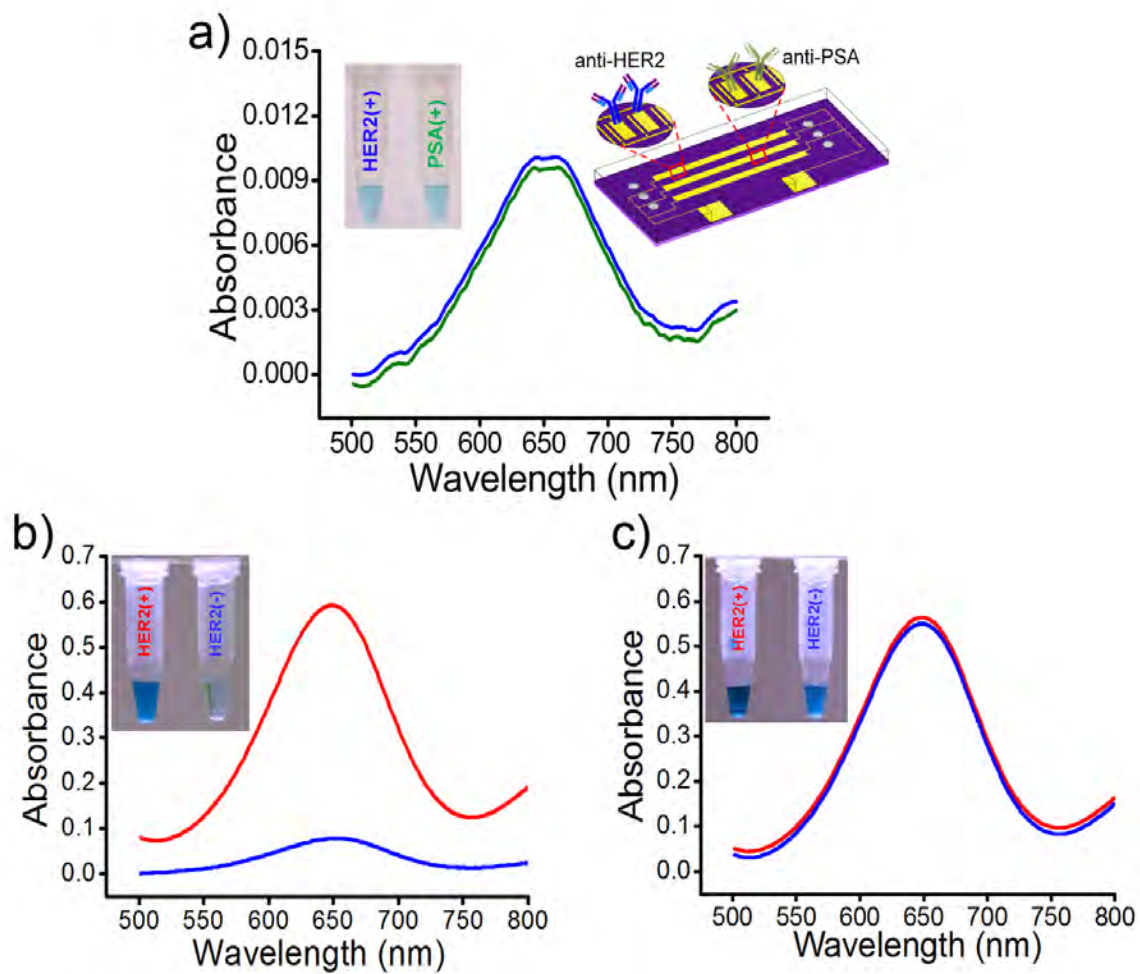 a)
0.015
0.012
0.009
0.006
0.003
0.000
Absorbance
HER2(+)
PSA(+)
anti-HER2
anti-PSA
500 550 600 650 700 750 800
Wavelength (nm)
b)
0.7
0.6
0.5
0.4
0.3
0.2
0.1
0.0
Absorbance
HER2(+)
HER2(-)
500 550 600 650 700 750 800
Wavelength (nm)
c)
0.7
0.6
0.5
0.4
0.3
0.2
0.1
0.0
Absorbance
HER2(+)
HER2(-)
500 550 600 650 700 750 800
Wavelength (nm)